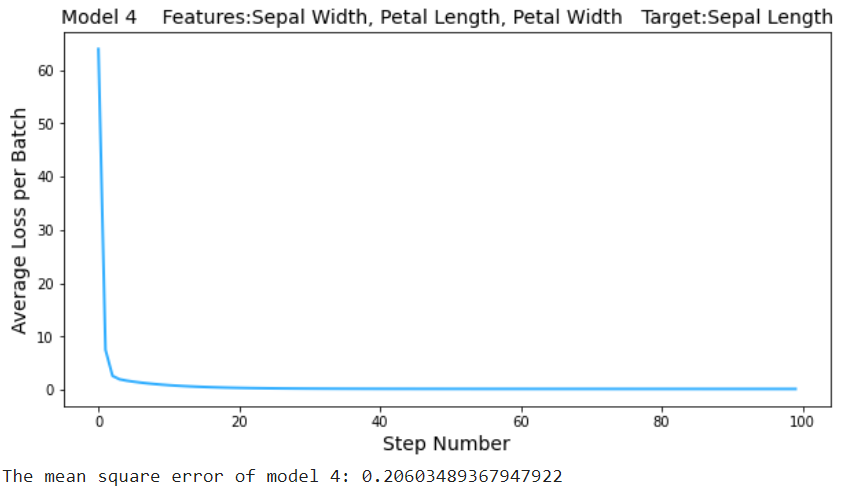 Model 4 Features:Sepal Width, Petal Length, Petal Width Target:Sepal Length
Average Loss per Batch
60
50
40
30
20
10
0
0 20 40 60 80 100
Step Number
The mean square error of model 4: 0.20603489367947922